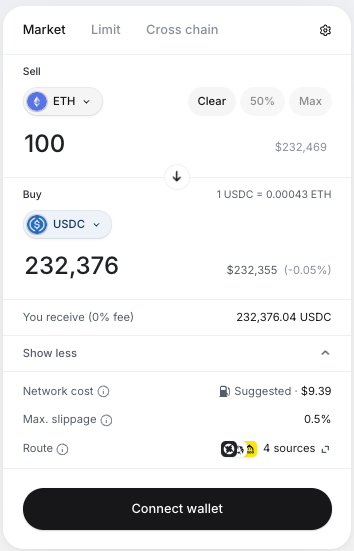 Market Limit Cross chain
Sell
ETH Clear 50% Max
100 $232,469
Buy 1 USDC = 0.00043 ETH
USDC
232,376 $232,355 (-0.05%)
You receive (0% fee) 232,376.04 USDC
Show less
Network cost Suggested · $9.39
Max. slippage 0.5%
Route 4 sources
Connect wallet